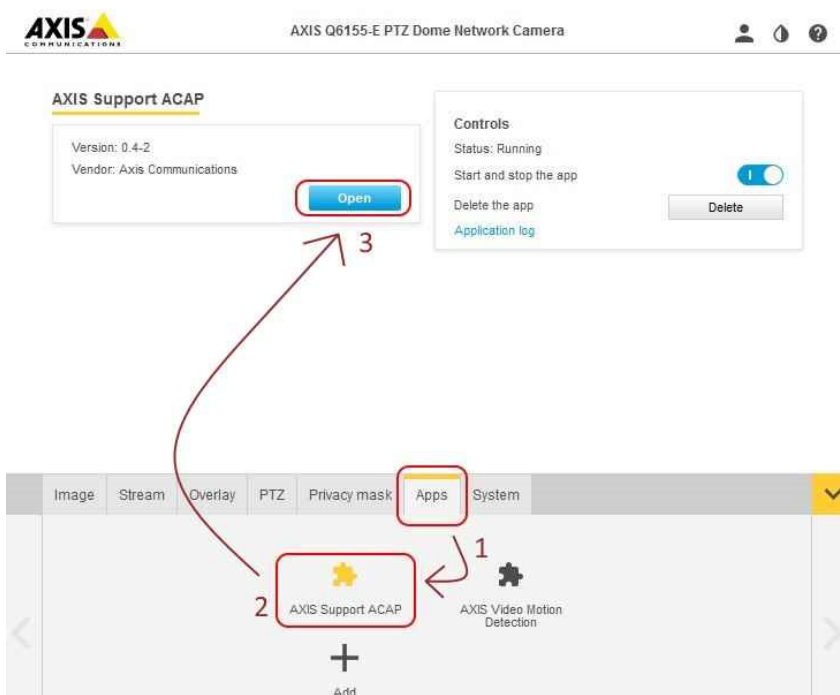 AXIS
COMMUNICATIONS
AXIS Q6155-E PTZ Dome Network Camera
AXIS Support ACAP
Version: 0.4-2
Vendor: Axis Communications
Open
3
Controls
Status: Running
Start and stop the app
Delete the app
Delete
Application log
Image
Stream
Overlay
PTZ
Privacy mask
Apps
System
1
2
AXIS Support ACAP
AXIS Video Motion
Detection
Add